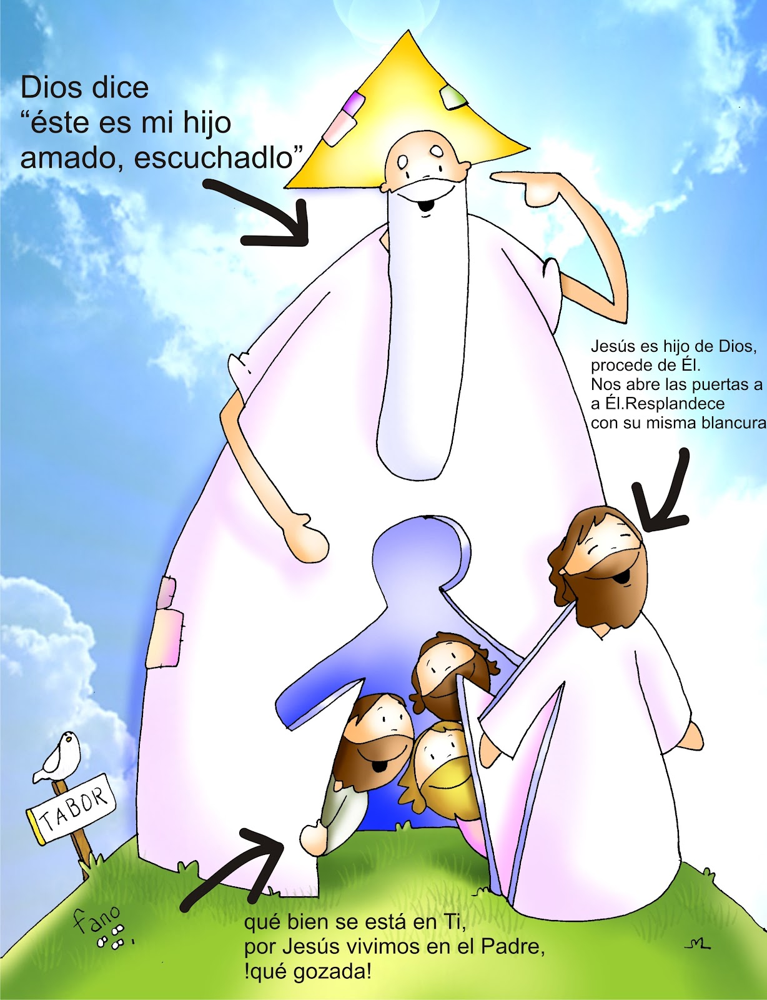 Dios dice
“éste es mi hijo
amado, escuchadlo”
Jesús es hijo de Dios,
procede de Él.
Nos abre las puertas a
a Él.Resplandece
con su misma blancura
TABOR
fano
qué bien se está en Ti,
por Jesús vivimos en el Padre,
!qué gozada!